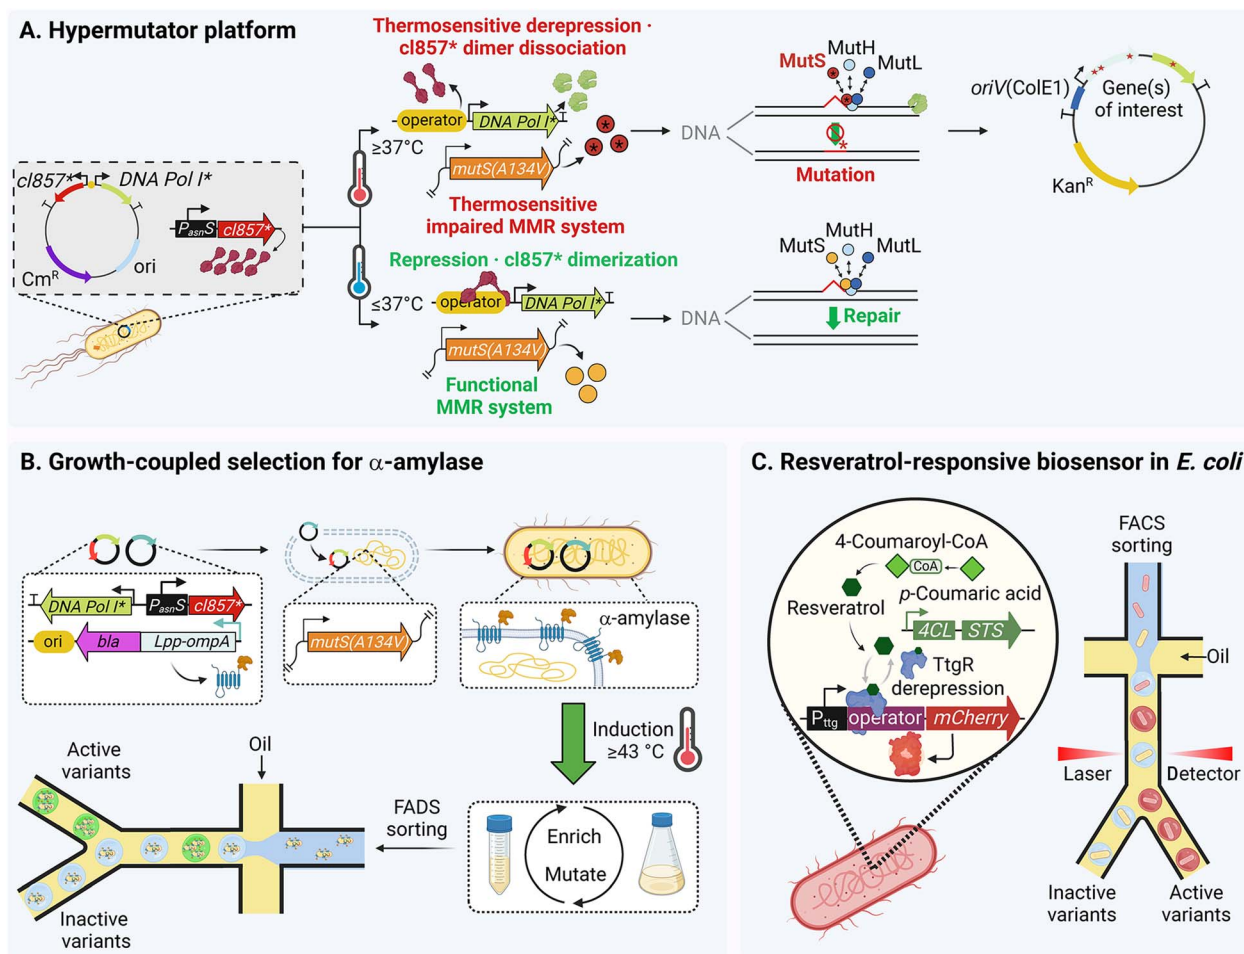 A. Hypermutator platform
Thermosensitive derepression ·
cI857* dimer dissociation
operator
DNA Pol I*
≥37°C
mutS(A134V)
Thermosensitive
impaired MMR system
MutH
MutS
MutL
DNA
Mutation
oriV(ColE1)
Gene(s)
of interest
KanR
cI857*
DNA Pol I*
PasnS
cI857*
CmR
ori
Repression · cI857* dimerization
≤37°C
operator
DNA Pol I*
mutS(A134V)
Functional
MMR system
MutH
MutS
MutL
DNA
Repair
B. Growth-coupled selection for α-amylase
DNA Pol I*
PasnS
cI857*
ori
bla
Lpp-ompA
mutS(A134V)
α-amylase
Induction
≥43 °C
Enrich
Mutate
FADS
sorting
Oil
Active
variants
Inactive
variants
C. Resveratrol-responsive biosensor in E. coli
4-Coumaroyl-CoA
CoA
p-Coumaric acid
Resveratrol
4CL
STS
TtgR
derepression
Pttg
operator
mCherry
FACS
sorting
Oil
Laser
Detector
Inactive
variants
Active
variants